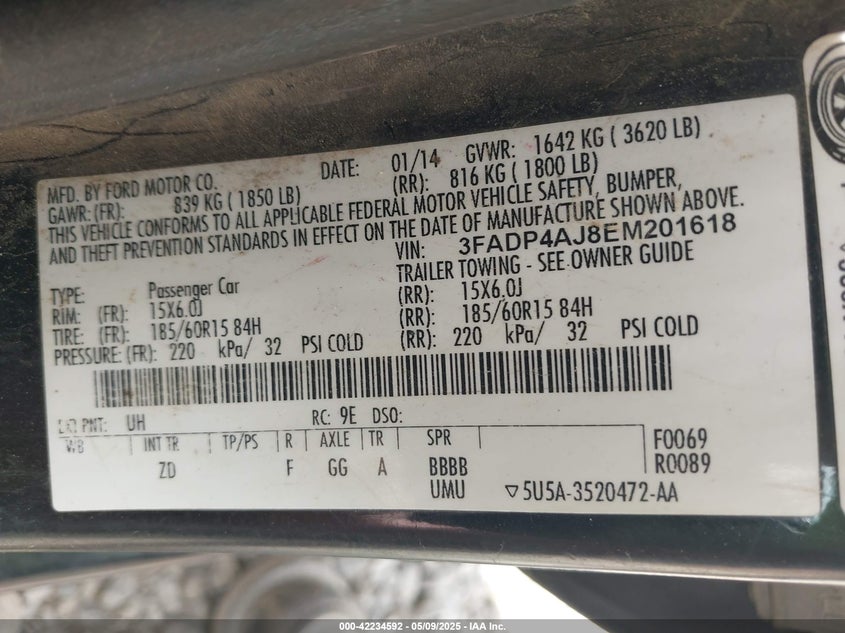 MFD. BY FORD MOTOR CO. DATE: 01/14 GVWR: 1642 KG ( 3620 LB)
GAWR: (FR): 839 KG ( 1850 LB) (RR): 816 KG ( 1800 LB)
THIS VEHICLE CONFORMS TO ALL APPLICABLE FEDERAL MOTOR VEHICLE SAFETY, BUMPER,
AND THEFT PREVENTION STANDARDS IN EFFECT ON THE DATE OF MANUFACTURE SHOWN ABOVE.
VIN: 3FADP4AJ8EM201618
TRAILER TOWING - SEE OWNER GUIDE
TYPE: Passenger Car
RIM: (FR): 15X6.0J (RR): 15X6.0J
TIRE: (FR): 185/60R15 84H (RR): 185/60R15 84H
PRESSURE: (FR): 220 kPa/ 32 PSI COLD (RR): 220 kPa/ 32 PSI COLD
PNT: UH RC: 9E DSO:
WB INT TR TP/PS R AXLE TR SPR F0069
ZD F GG A BBBB R0089
UMU ▽5U5A-3520472-AA
000-42234592 - 05/09/2025 - IAA Inc.